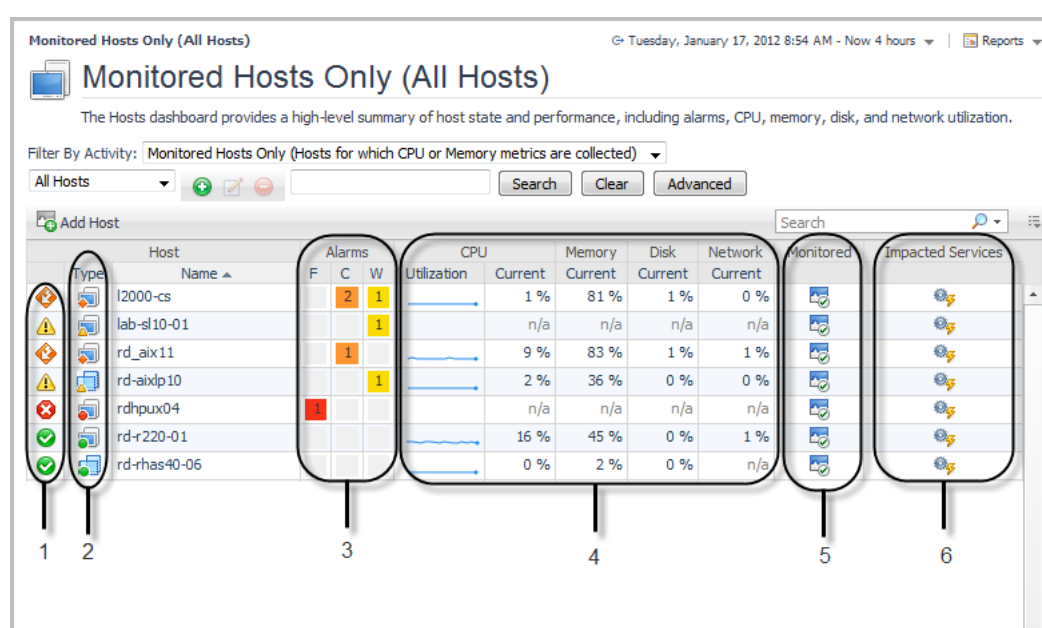 Monitored Hosts Only (All Hosts) Tuesday, January 17, 2012 8:54 AM - Now 4 hours Reports
Monitored Hosts Only (All Hosts)
The Hosts dashboard provides a high-level summary of host state and performance, including alarms, CPU, memory, disk, and network utilization.
Filter By Activity: Monitored Hosts Only (Hosts for which CPU or Memory metrics are collected)
All Hosts Search Clear Advanced
Add Host Search
Host Alarms CPU Memory Disk Network Monitored Impacted Services
Type Name F C W Utilization Current Current Current Current
l2000-cs 2 1 1 % 81 % 1 % 0 %
lab-sl10-01 1 n/a n/a n/a n/a
rd_aix11 1 9 % 83 % 1 % 1 %
rd-aixlp10 1 2 % 36 % 0 % 0 %
rdhpux04 1 n/a n/a n/a n/a
rd-r220-01 16 % 45 % 0 % 1 %
rd-rhas40-06 0 % 2 % 0 % n/a
1 2 3 4 5 6